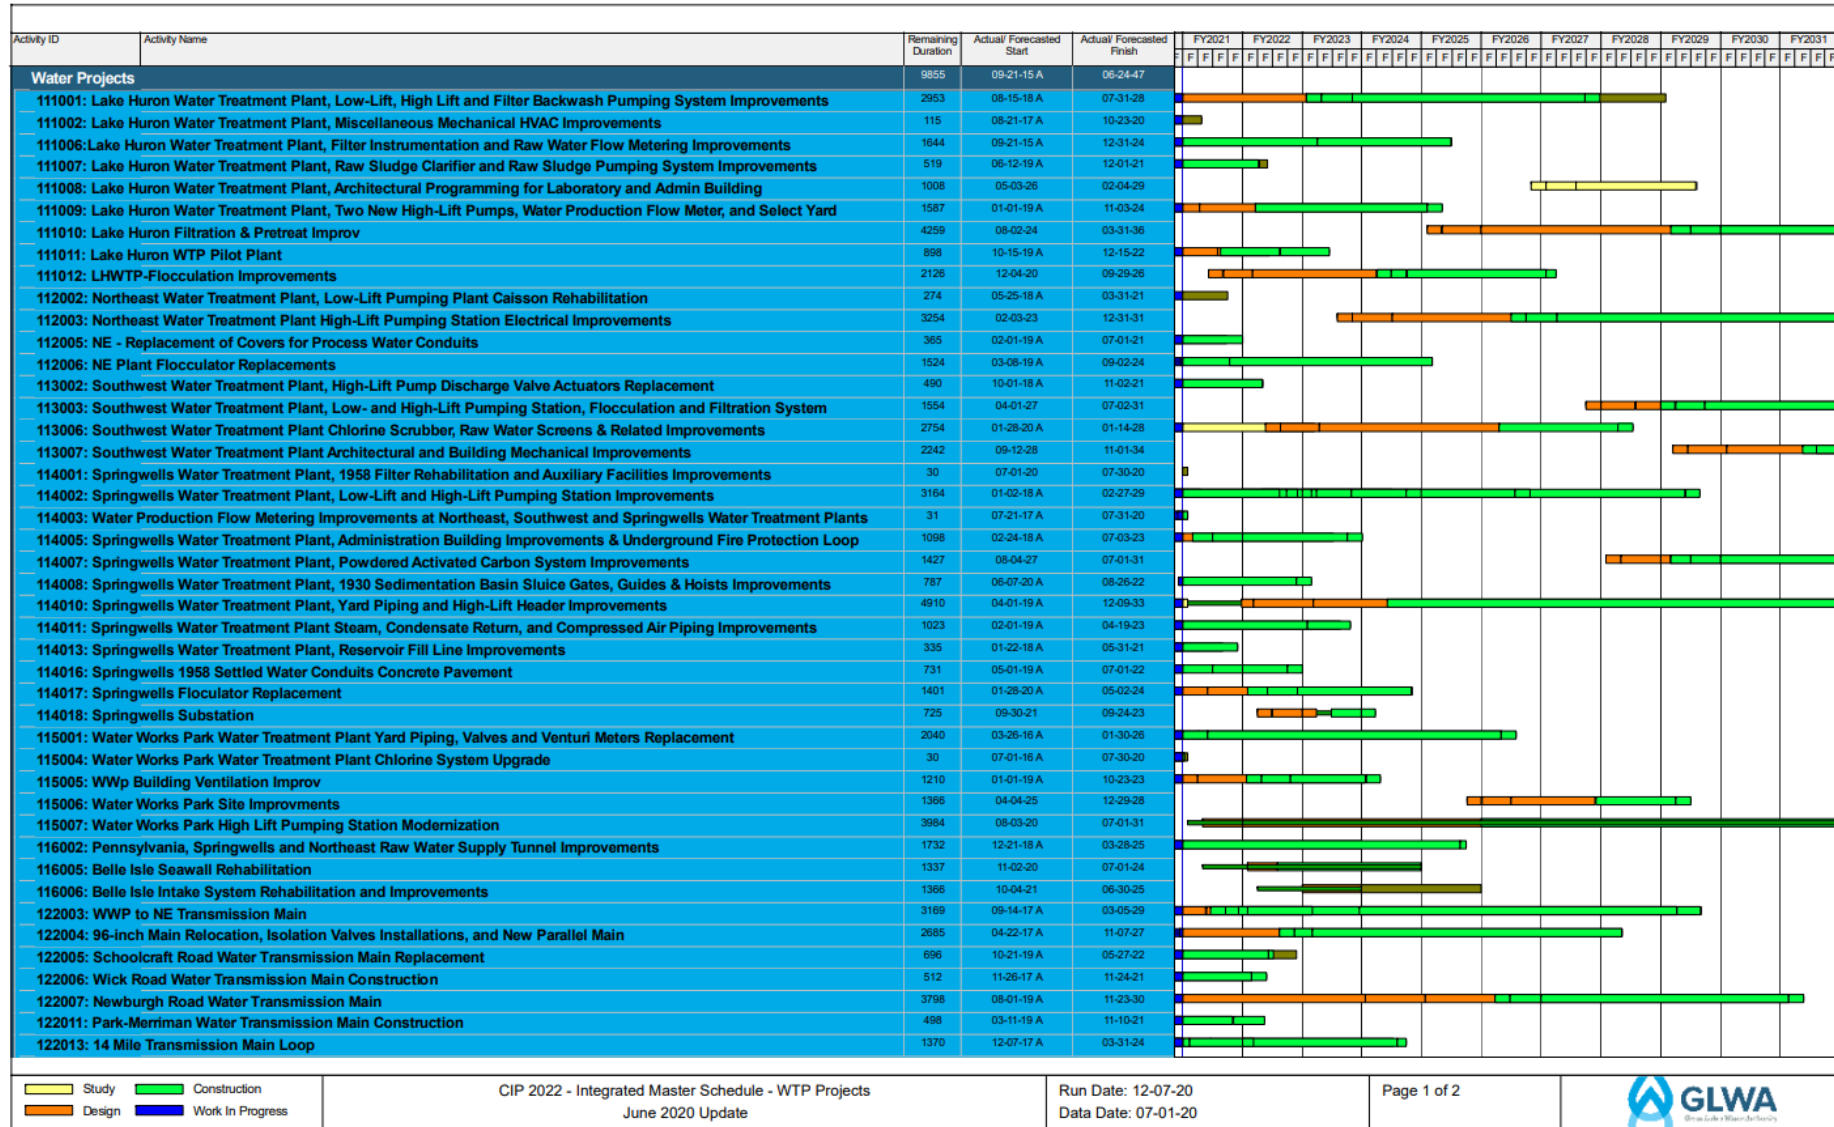 Activity ID Activity Name Remaining Duration Actual/ Forecasted Start Actual/ Forecasted Finish FY2021 FY2022 FY2023 FY2024 FY2025 FY2026 FY2027 FY2028 FY2029 FY2030 FY2031
F F F F F F F F F F F F F F F F F F F F F F F F F F F F F F F F F F F F F F F F F F F F
Water Projects 9855 09-21-15 A 06-24-47
111001: Lake Huron Water Treatment Plant, Low-Lift, High Lift and Filter Backwash Pumping System Improvements 2953 08-15-18 A 07-31-28
111002: Lake Huron Water Treatment Plant, Miscellaneous Mechanical HVAC Improvements 115 08-21-17 A 10-23-20
111006:Lake Huron Water Treatment Plant, Filter Instrumentation and Raw Water Flow Metering Improvements 1644 09-21-15 A 12-31-24
111007: Lake Huron Water Treatment Plant, Raw Sludge Clarifier and Raw Sludge Pumping System Improvements 519 06-12-19 A 12-01-21
111008: Lake Huron Water Treatment Plant, Architectural Programming for Laboratory and Admin Building 1008 05-03-26 02-04-29
111009: Lake Huron Water Treatment Plant, Two New High-Lift Pumps, Water Production Flow Meter, and Select Yard 1587 01-01-19 A 11-03-24
111010: Lake Huron Filtration & Pretreat Improv 4259 08-02-24 03-31-36
111011: Lake Huron WTP Pilot Plant 898 10-15-19 A 12-15-22
111012: LHWTP-Flocculation Improvements 2126 12-04-20 09-29-26
112002: Northeast Water Treatment Plant, Low-Lift Pumping Plant Caisson Rehabilitation 274 05-25-18 A 03-31-21
112003: Northeast Water Treatment Plant High-Lift Pumping Station Electrical Improvements 3254 02-03-23 12-31-31
112005: NE - Replacement of Covers for Process Water Conduits 365 02-01-19 A 07-01-21
112006: NE Plant Flocculator Replacements 1524 03-08-19 A 09-02-24
113002: Southwest Water Treatment Plant, High-Lift Pump Discharge Valve Actuators Replacement 490 10-01-18 A 11-02-21
113003: Southwest Water Treatment Plant, Low- and High-Lift Pumping Station, Flocculation and Filtration System 1554 04-01-27 07-02-31
113006: Southwest Water Treatment Plant Chlorine Scrubber, Raw Water Screens & Related Improvements 2754 01-28-20 A 01-14-28
113007: Southwest Water Treatment Plant Architectural and Building Mechanical Improvements 2242 09-12-28 11-01-34
114001: Springwells Water Treatment Plant, 1958 Filter Rehabilitation and Auxiliary Facilities Improvements 30 07-01-20 07-30-20
114002: Springwells Water Treatment Plant, Low-Lift and High-Lift Pumping Station Improvements 3164 01-02-18 A 02-27-29
114003: Water Production Flow Metering Improvements at Northeast, Southwest and Springwells Water Treatment Plants 31 07-21-17 A 07-31-20
114005: Springwells Water Treatment Plant, Administration Building Improvements & Underground Fire Protection Loop 1098 02-24-18 A 07-03-23
114007: Springwells Water Treatment Plant, Powdered Activated Carbon System Improvements 1427 08-04-27 07-01-31
114008: Springwells Water Treatment Plant, 1930 Sedimentation Basin Sluice Gates, Guides & Hoists Improvements 787 06-07-20 A 08-26-22
114010: Springwells Water Treatment Plant, Yard Piping and High-Lift Header Improvements 4910 04-01-19 A 12-09-33
114011: Springwells Water Treatment Plant Steam, Condensate Return, and Compressed Air Piping Improvements 1023 02-01-19 A 04-19-23
114013: Springwells Water Treatment Plant, Reservoir Fill Line Improvements 335 01-22-18 A 05-31-21
114016: Springwells 1958 Settled Water Conduits Concrete Pavement 731 05-01-19 A 07-01-22
114017: Springwells Floculator Replacement 1401 01-28-20 A 05-02-24
114018: Springwells Substation 725 09-30-21 09-24-23
115001: Water Works Park Water Treatment Plant Yard Piping, Valves and Venturi Meters Replacement 2040 03-26-16 A 01-30-26
115004: Water Works Park Water Treatment Plant Chlorine System Upgrade 30 07-01-16 A 07-30-20
115005: WWp Building Ventilation Improv 1210 01-01-19 A 10-23-23
115006: Water Works Park Site Improvments 1366 04-04-25 12-29-28
115007: Water Works Park High Lift Pumping Station Modernization 3984 08-03-20 07-01-31
116002: Pennsylvania, Springwells and Northeast Raw Water Supply Tunnel Improvements 1732 12-21-18 A 03-28-25
116005: Belle Isle Seawall Rehabilitation 1337 11-02-20 07-01-24
116006: Belle Isle Intake System Rehabilitation and Improvements 1366 10-04-21 06-30-25
122003: WWP to NE Transmission Main 3169 09-14-17 A 03-05-29
122004: 96-inch Main Relocation, Isolation Valves Installations, and New Parallel Main 2685 04-22-17 A 11-07-27
122005: Schoolcraft Road Water Transmission Main Replacement 696 10-21-19 A 05-27-22
122006: Wick Road Water Transmission Main Construction 512 11-26-17 A 11-24-21
122007: Newburgh Road Water Transmission Main 3798 08-01-19 A 11-23-30
122011: Park-Merriman Water Transmission Main Construction 498 03-11-19 A 11-10-21
122013: 14 Mile Transmission Main Loop 1370 12-07-17 A 03-31-24
Study Construction CIP 2022 - Integrated Master Schedule - WTP Projects Run Date: 12-07-20 Page 1 of 2 GLWA
Design Work In Progress June 2020 Update Data Date: 07-01-20